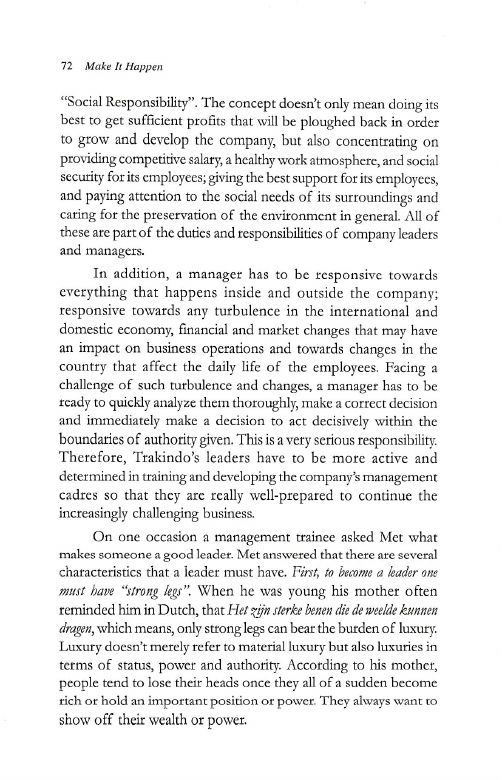 72 Make It Happen
“Social Responsibility”. The concept doesn’t only mean doing its
best to get sufficient profits that will be ploughed back in order
to grow and develop the company, but also concentrating on
providing competitive salary, a healthy work atmosphere, and social
security for its employees; giving the best support for its employees,
and paying attention to the social needs of its surroundings and
caring for the preservation of the environment in general. All of
these are part of the duties and responsibilities of company leaders
and managers.
In addition, a manager has to be responsive towards
everything that happens inside and outside the company;
responsive towards any turbulence in the international and
domestic economy, financial and market changes that may have
an impact on business operations and towards changes in the
country that affect the daily life of the employees. Facing a
challenge of such turbulence and changes, a manager has to be
ready to quickly analyze them thoroughly, make a correct decision
and immediately make a decision to act decisively within the
boundaries of authority given. This is a very serious responsibility.
Therefore, Trakindo’s leaders have to be more active and
determined in training and developing the company’s management
cadres so that they are really well-prepared to continue the
increasingly challenging business.
On one occasion a management trainee asked Met what
makes someone a good leader. Met answered that there are several
characteristics that a leader must have. First, to become a leader one
must have “strong legs”. When he was young his mother often
reminded him in Dutch, that Het zijn sterke benen die de weelde kunnen
dragen, which means, only strong legs can bear the burden of luxury.
Luxury doesn’t merely refer to material luxury but also luxuries in
terms of status, power and authority. According to his mother,
people tend to lose their heads once they all of a sudden become
rich or hold an important position or power. They always want to
show off their wealth or power.